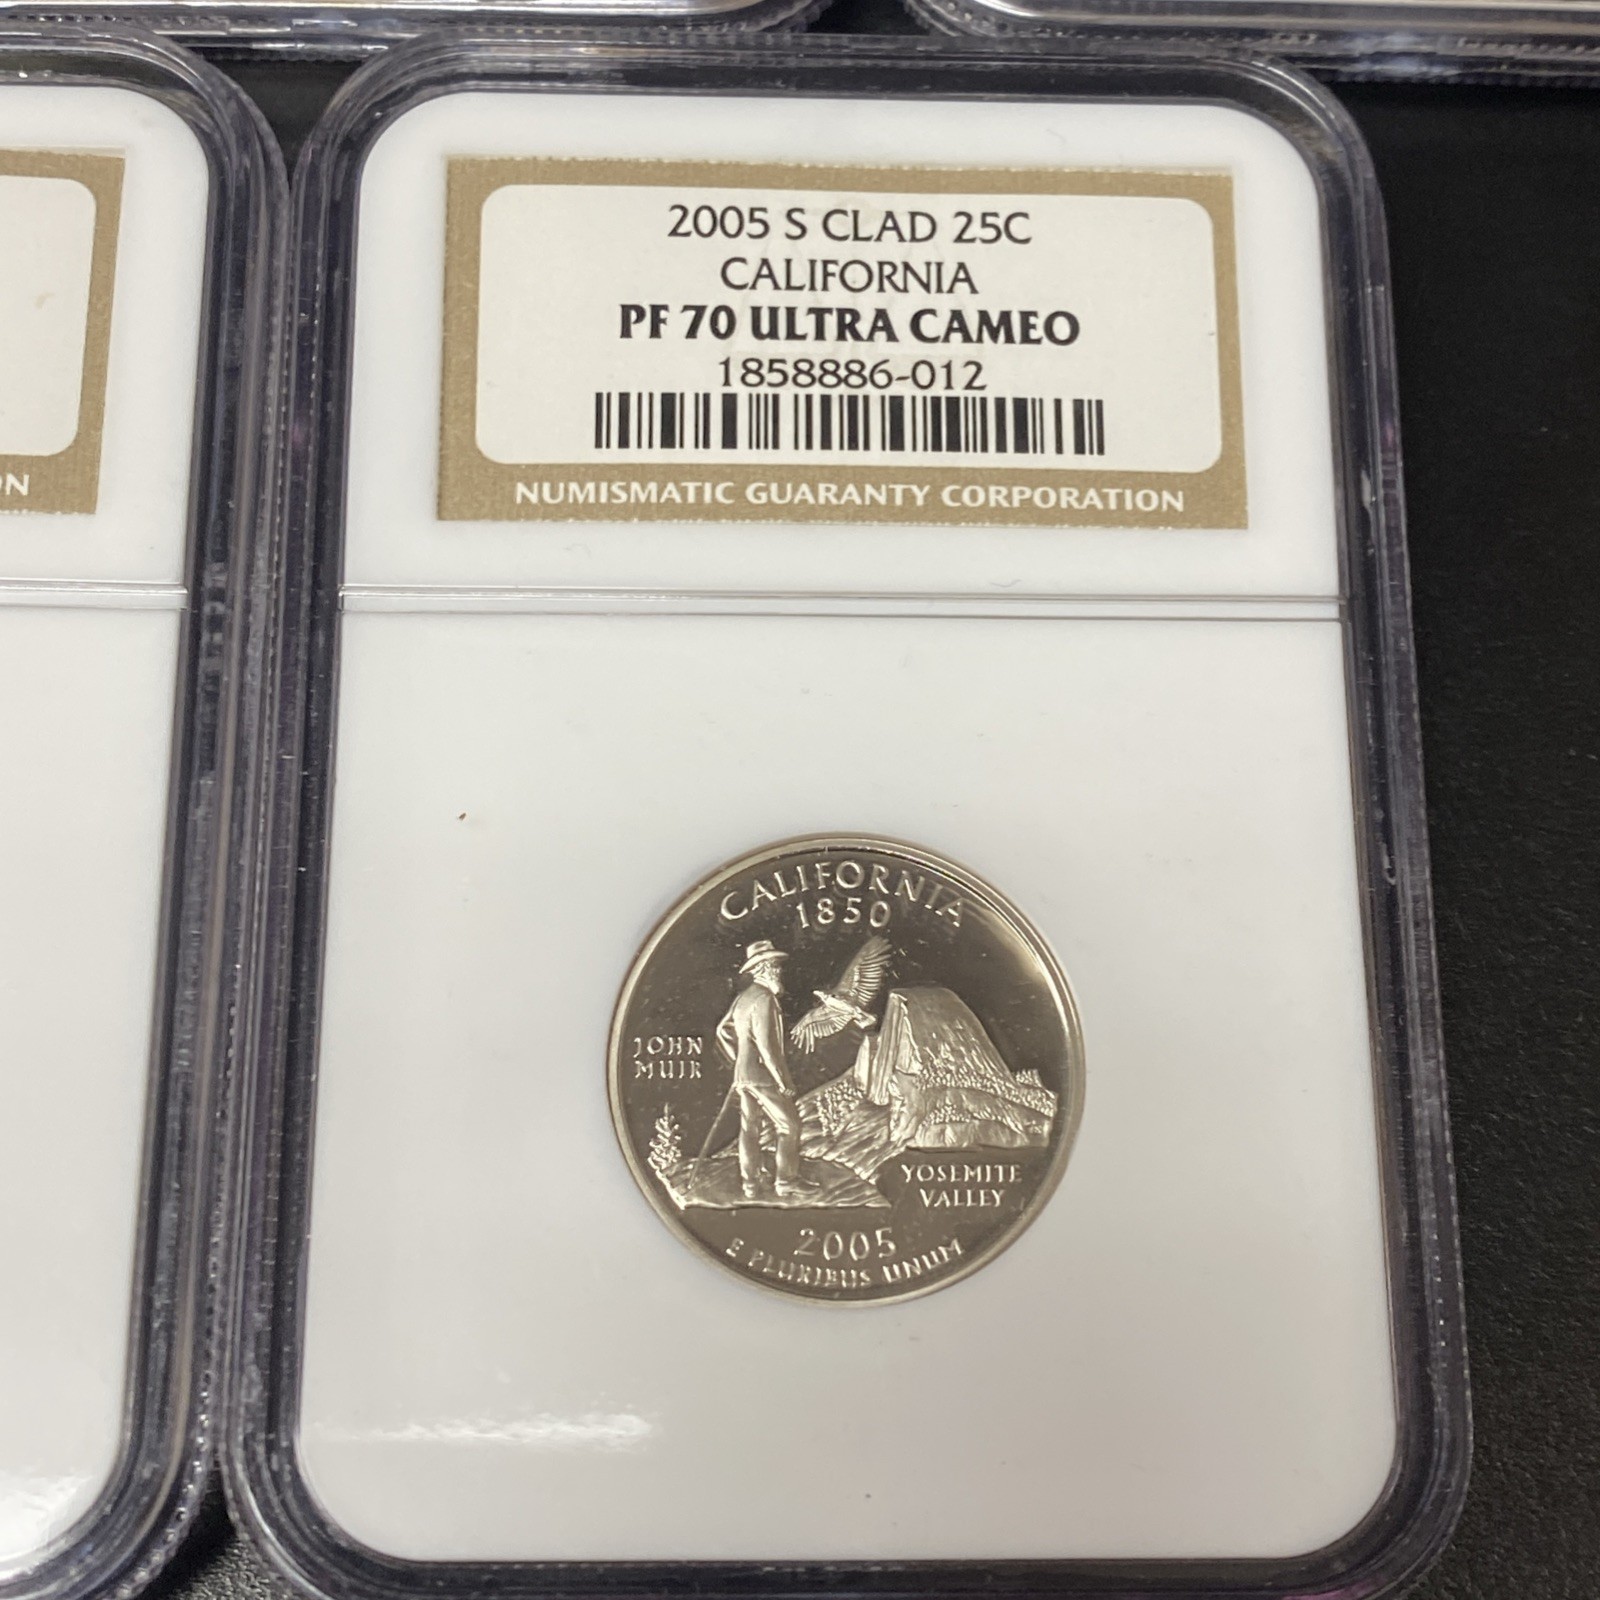 2005 S CLAD 25C
CALIFORNIA
PF 70 ULTRA CAMEO
1858886-012
NUMISMATIC GUARANTY CORPORATION
ON
CALIFORNIA
1850
JOHN
MUIR
YOSEMITE
VALLEY
2005
E PLURIBUS UNUM